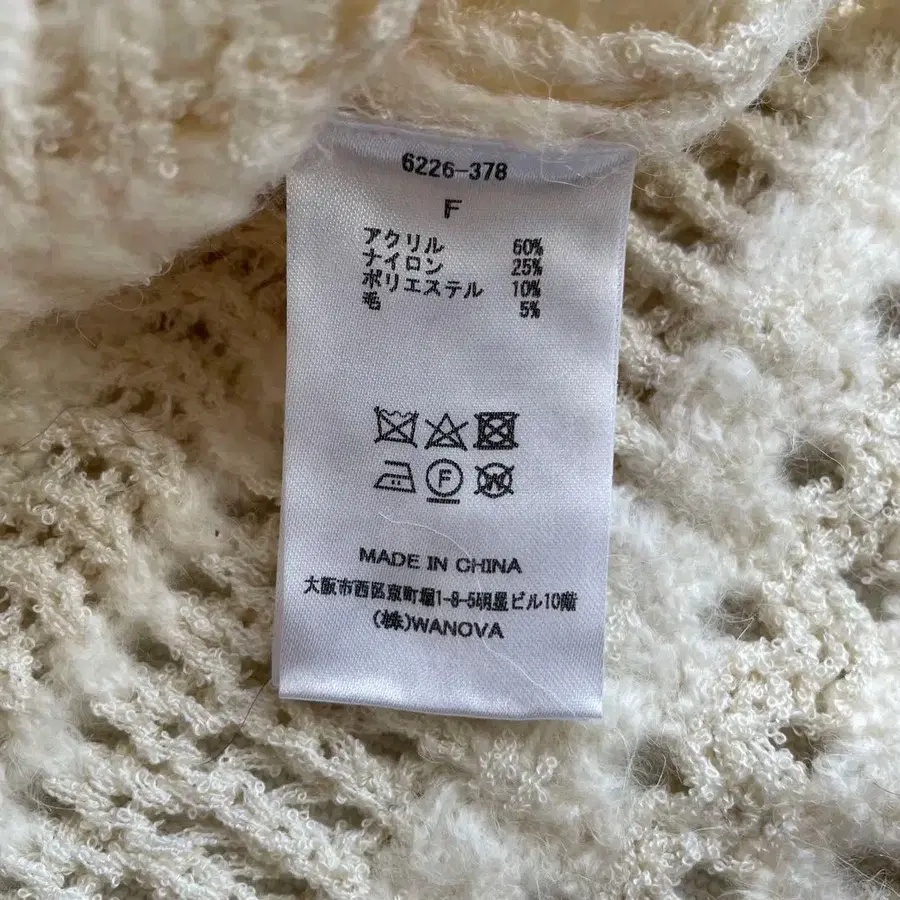 6226-378
F
アクリル 60%
ナイロン 25%
ポリエステル 10%
毛 5%
F W
MADE IN CHINA
大阪市西区京町堀1-8-5明星ビル10階
(株)WANOVA